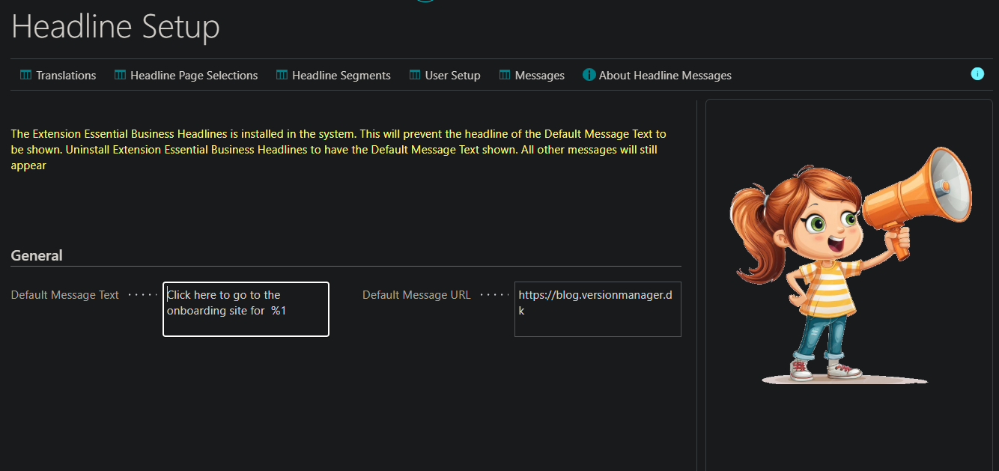 Headline Setup
Translations Headline Page Selections Headline Segments User Setup Messages About Headline Messages
The Extension Essential Business Headlines is installed in the system. This will prevent the headline of the Default Message Text to
be shown. Uninstall Extension Essential Business Headlines to have the Default Message Text shown. All other messages will still
appear
General
Default Message Text
Click here to go to the
onboarding site for  %1
Default Message URL
https://blog.versionmanager.d
k